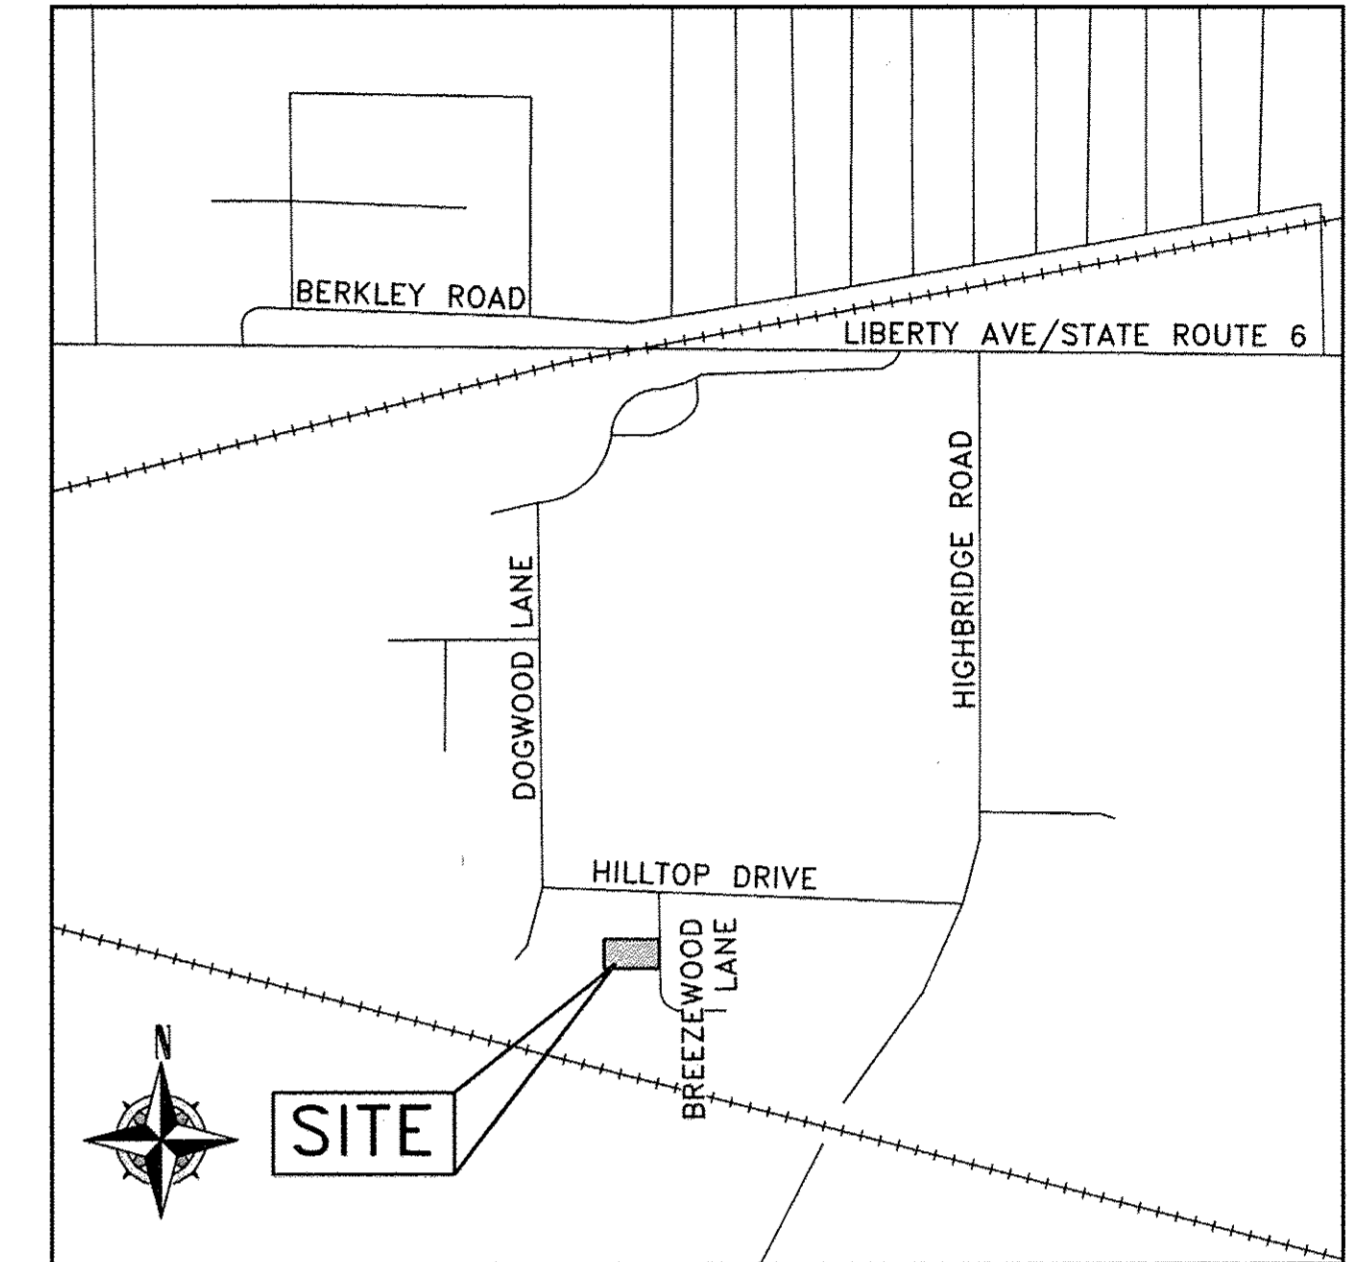 BERKLEY ROAD
LIBERTY AVE/STATE ROUTE 6
HIGHBRIDGE ROAD
DOGWOOD LANE
HILLTOP DRIVE
BREEZEWOOD
LANE
N
SITE